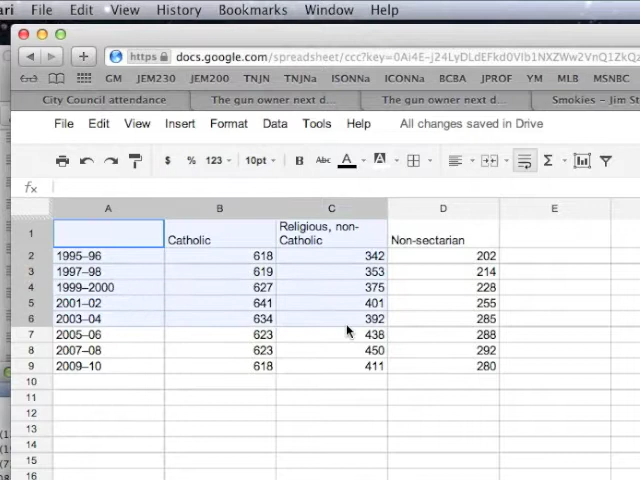 ari File Edit View History Bookmarks Window Help
https docs.google.com/spreadsheet/ccc?key=
GM JEM230 JEM200 TNJN TNJNa ISONNa ICONNa BCBA JPROF YM MLB MSNBC
City Council attendance The gun owner next d... The gun owner next d... Smokies – Jim St
File Edit View Insert Format Data Tools Help All changes saved in Drive
$ % 123 10pt B Abc A A Σ
fx
A B C D E
1 Catholic Religious, non-
Catholic Non-sectarian
2 1995–96 618 342 202
3 1997–98 619 353 214
4 1999–2000 627 375 228
5 2001–02 641 401 255
6 2003–04 634 392 285
7 2005–06 623 438 288
8 2007–08 623 450 292
9 2009–10 618 411 280
10
11
12
13
14
15
16